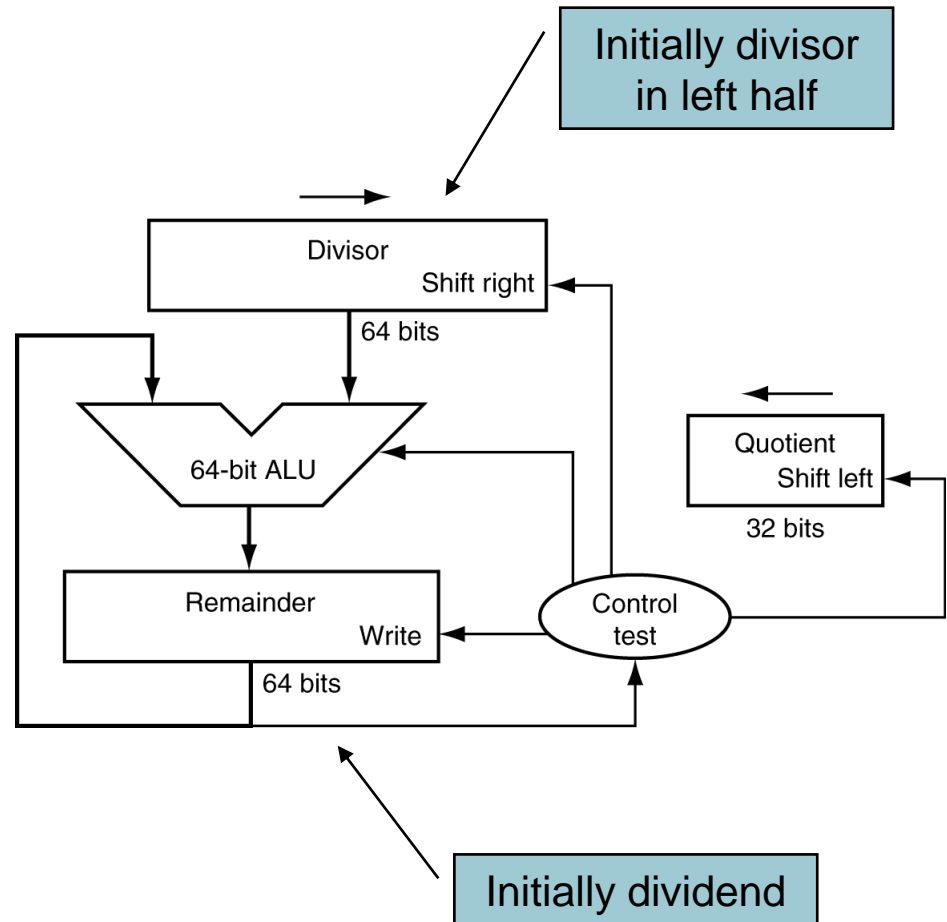 Initially divisor
in left half
Divisor
Shift right
64 bits
64-bit ALU
Quotient
Shift left
32 bits
Remainder
Write
Control
test
64 bits
Initially dividend